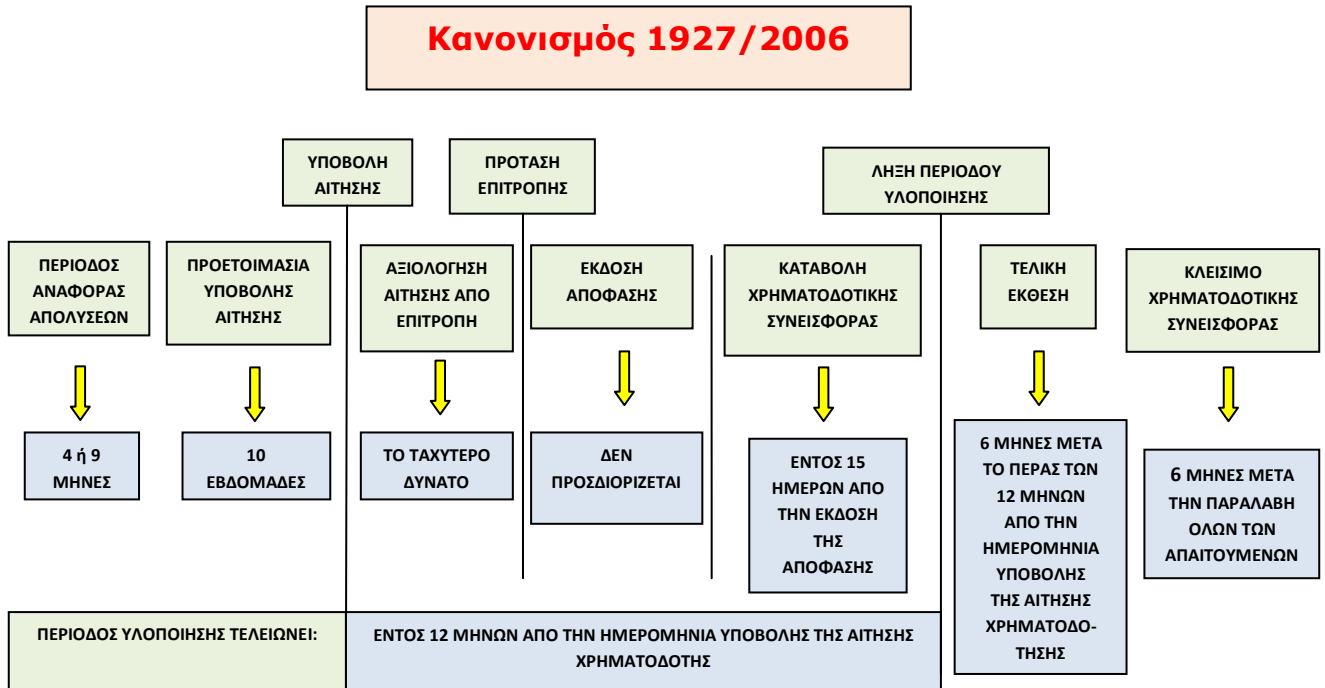 Κανονισμός 1927/2006
ΥΠΟΒΟΛΗ
ΑΙΤΗΣΗΣ
ΠΡΟΤΑΣΗ
ΕΠΙΤΡΟΠΗΣ
ΛΗΞΗ ΠΕΡΙΟΔΟΥ
ΥΛΟΠΟΙΗΣΗΣ
ΠΕΡΙΟΔΟΣ
ΑΝΑΦΟΡΑΣ
ΑΠΟΛΥΣΕΩΝ
ΠΡΟΕΤΟΙΜΑΣΙΑ
ΥΠΟΒΟΛΗΣ
ΑΙΤΗΣΗΣ
ΑΞΙΟΛΟΓΗΣΗ
ΑΙΤΗΣΗΣ ΑΠΟ
ΕΠΙΤΡΟΠΗ
ΕΚΔΟΣΗ
ΑΠΟΦΑΣΗΣ
ΚΑΤΑΒΟΛΗ
ΧΡΗΜΑΤΟΔΟΤΙΚΗΣ
ΣΥΝΕΙΣΦΟΡΑΣ
ΤΕΛΙΚΗ
ΕΚΘΕΣΗ
ΚΛΕΙΣΙΜΟ
ΧΡΗΜΑΤΟΔΟΤΙΚΗΣ
ΣΥΝΕΙΣΦΟΡΑΣ
4 ή 9
ΜΗΝΕΣ
10
ΕΒΔΟΜΑΔΕΣ
ΤΟ ΤΑΧΥΤΕΡΟ
ΔΥΝΑΤΟ
ΔΕΝ
ΠΡΟΣΔΙΟΡΙΖΕΤΑΙ
ΕΝΤΟΣ 15
ΗΜΕΡΩΝ ΑΠΟ
ΤΗΝ ΕΚΔΟΣΗ
ΤΗΣ
ΑΠΟΦΑΣΗΣ
6 ΜΗΝΕΣ ΜΕΤΑ
ΤΟ ΠΕΡΑΣ ΤΩΝ
12 ΜΗΝΩΝ
ΑΠΟ ΤΗΝ
ΗΜΕΡΟΜΗΝΙΑ
ΥΠΟΒΟΛΗΣ
ΤΗΣ ΑΙΤΗΣΗΣ
ΧΡΗΜΑΤΟΔΟ-
ΤΗΣΗΣ
6 ΜΗΝΕΣ ΜΕΤΑ
ΤΗΝ ΠΑΡΑΛΑΒΗ
ΟΛΩΝ ΤΩΝ
ΑΠΑΙΤΟΥΜΕΝΩΝ
ΠΕΡΙΟΔΟΣ ΥΛΟΠΟΙΗΣΗΣ ΤΕΛΕΙΩΝΕΙ:
ΕΝΤΟΣ 12 ΜΗΝΩΝ ΑΠΟ ΤΗΝ ΗΜΕΡΟΜΗΝΙΑ ΥΠΟΒΟΛΗΣ ΤΗΣ ΑΙΤΗΣΗΣ
ΧΡΗΜΑΤΟΔΟΤΗΣ